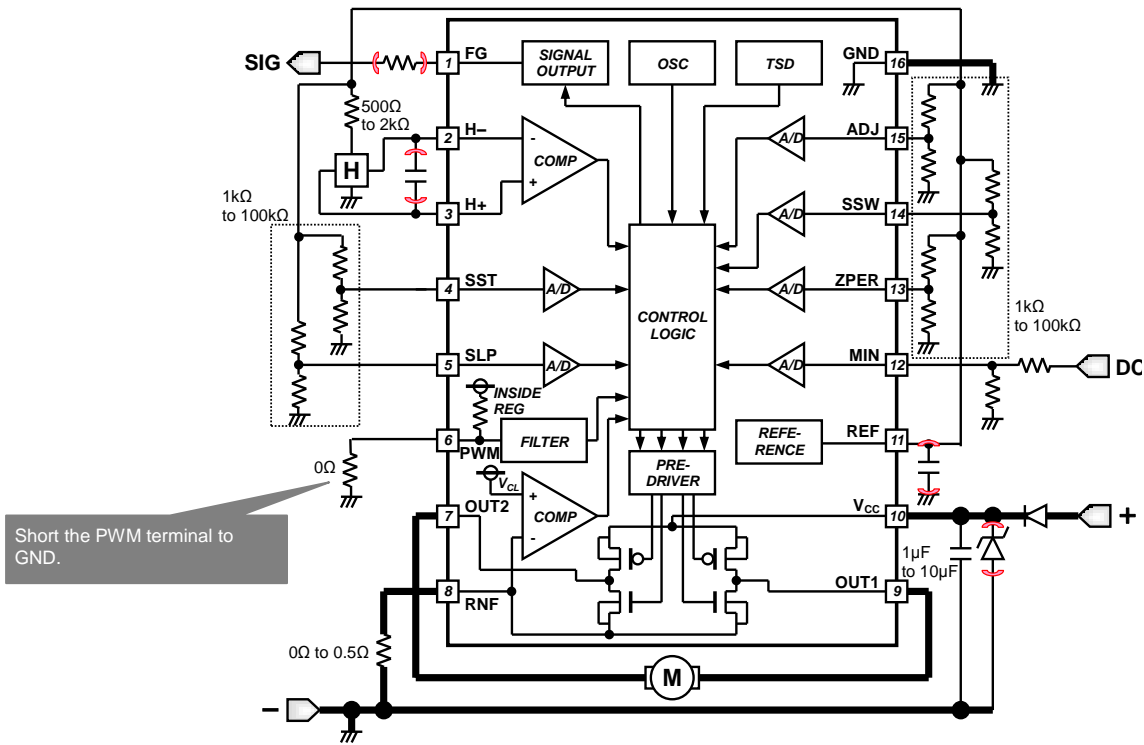 SIG
1
FG
SIGNAL
OUTPUT
OSC
TSD
GND
16
500Ω
to 2kΩ
2
H–
-
COMP
+
H
A/D
ADJ
15
1kΩ
to 100kΩ
3
H+
A/D
SSW
14
4
SST
A/D
CONTROL
LOGIC
A/D
ZPER
13
1kΩ
to 100kΩ
5
SLP
A/D
A/D
MIN
12
DC
INSIDE
REG
6
PWM
FILTER
REFE-
RENCE
REF
11
0Ω
VCL
PRE-
DRIVER
Short the PWM terminal to
GND.
7
OUT2
+
COMP
-
VCC
10
+
1µF
to 10µF
8
RNF
OUT1
9
0Ω to 0.5Ω
M
–